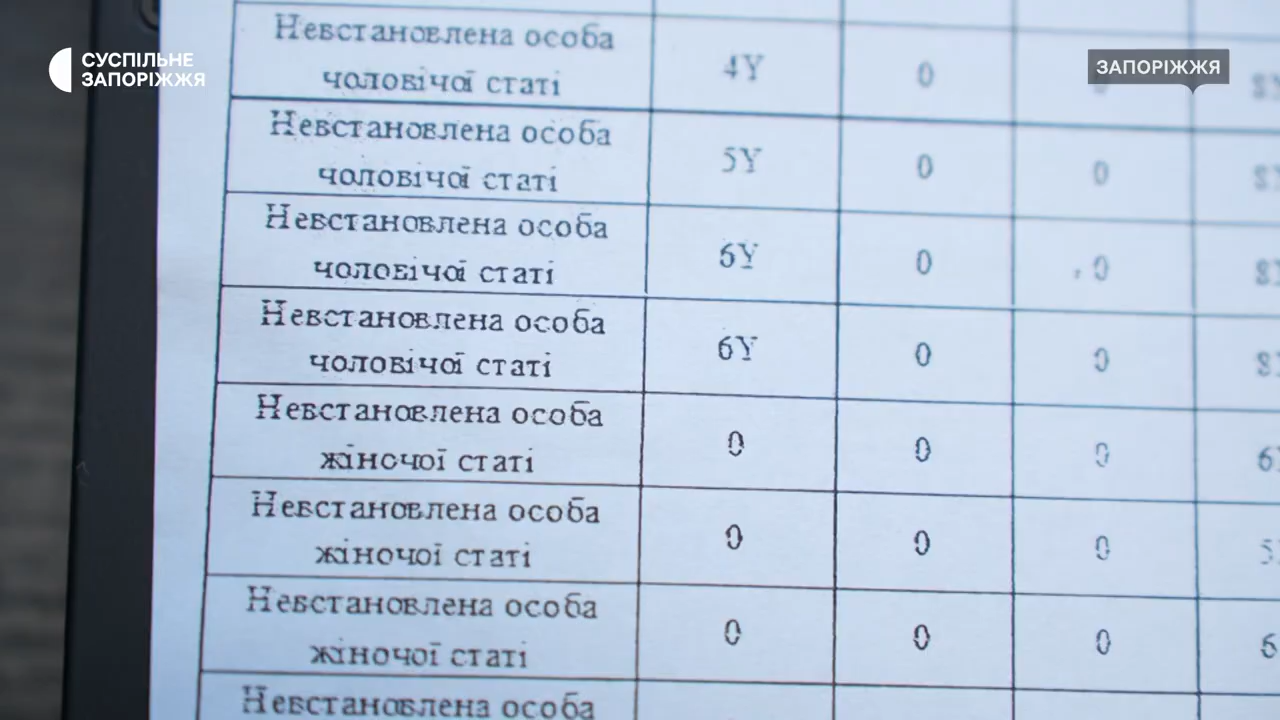 СУСПІЛЬНЕ
ЗАПОРІЖЖЯ
ЗАПОРІЖЖЯ
Невстановлена особа
чоловічої статі
4Y 0
Невстановлена особа
чоловічої статі
5Y 0 0
Невстановлена особа
чоловічої статі
6Y 0 0
Невстановлена особа
чоловічої статі
6Y 0 0
Невстановлена особа
жіночої статі
0 0 0
Невстановлена особа
жіночої статі
0 0 0
Невстановлена особа
жіночої статі
0 0 0
Невстановлена особа